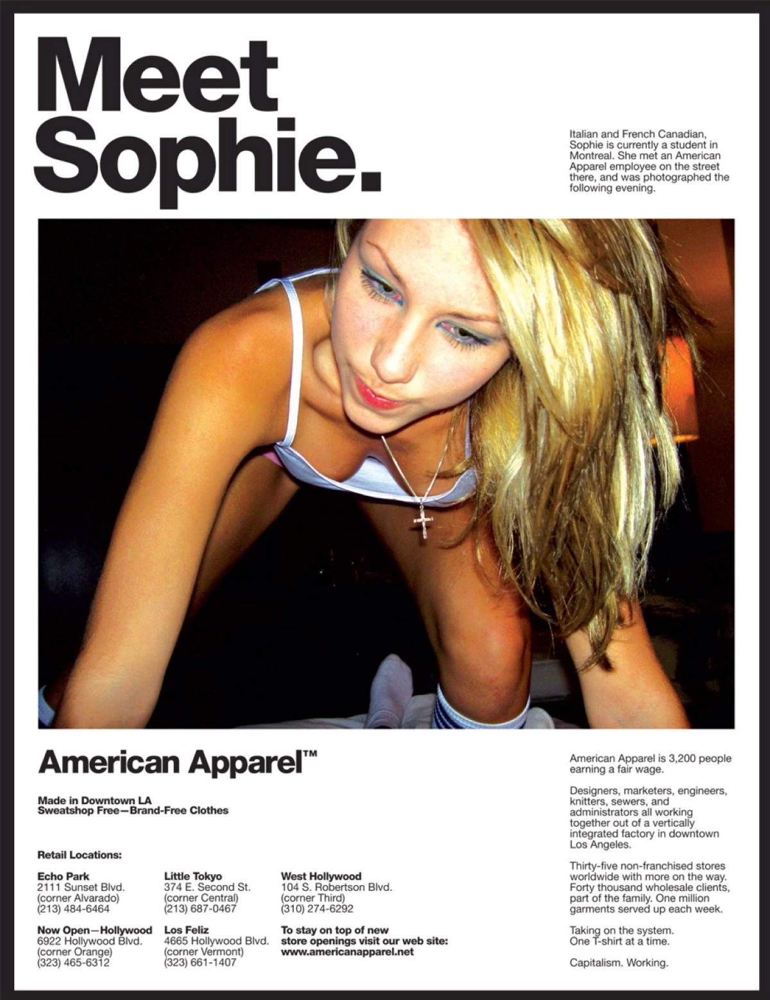 Meet
Sophie.
Italian and French Canadian,
Sophie is currently a student in
Montreal. She met an American
Apparel employee on the street
there, and was photographed the
following evening.
American Apparel™
Made in Downtown LA
Sweatshop Free—Brand-Free Clothes
Retail Locations:
Echo Park
2111 Sunset Blvd.
(corner Alvarado)
(213) 484-6464
Little Tokyo
374 E. Second St.
(corner Central)
(213) 687-0467
West Hollywood
104 S. Robertson Blvd.
(corner Third)
(310) 274-6292
Now Open—Hollywood
6922 Hollywood Blvd.
(corner Orange)
(323) 465-6312
Los Feliz
4665 Hollywood Blvd.
(corner Vermont)
(323) 661-1407
To stay on top of new
store openings visit our web site:
www.americanapparel.net
American Apparel is 3,200 people
earning a fair wage.
Designers, marketers, engineers,
knitters, sewers, and
administrators all working
together out of a vertically
integrated factory in downtown
Los Angeles.
Thirty-five non-franchised stores
worldwide with more on the way.
Forty thousand wholesale clients,
part of the family. One million
garments served up each week.
Taking on the system.
One T-shirt at a time.
Capitalism. Working.